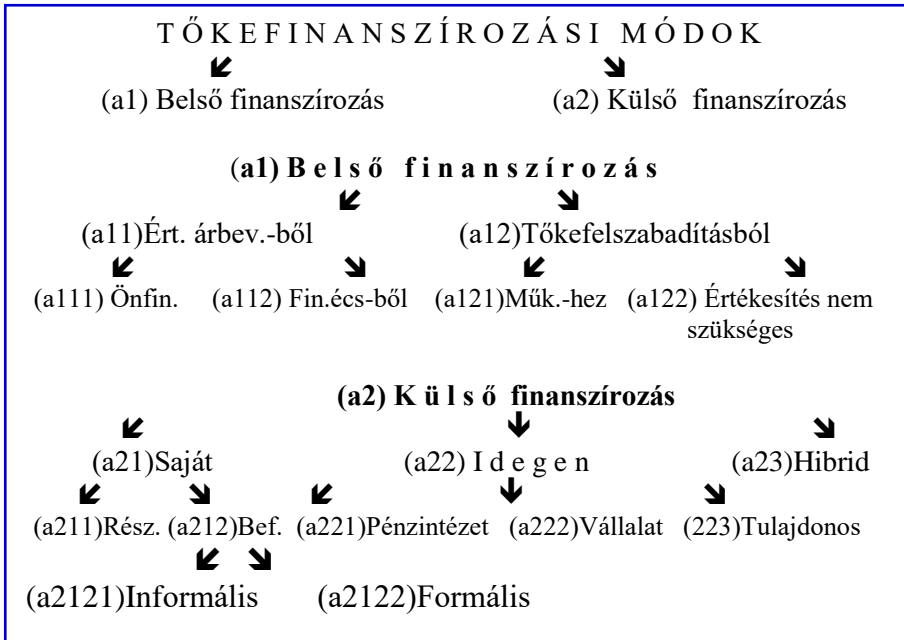 T Ő K E F I N A N S Z Í R O Z Á S I M Ó D O K
(a1) Belső finanszírozás (a2) Külső finanszírozás
(a1) B e l s ő f i n a n s z í r o z á s
(a11)Ért. árbev.-ből (a12)Tőkefelszabadításból
(a111) Önfin. (a112) Fin.écs-ből (a121)Műk.-hez (a122) Értékesítés nem
szükséges
(a2) K ü l s ő finanszírozás
(a21)Saját (a22) I d e g e n (a23)Hibrid
(a211)Rész. (a212)Bef. (a221)Pénzintézet (a222)Vállalat (223)Tulajdonos
(a2121)Informális (a2122)Formális